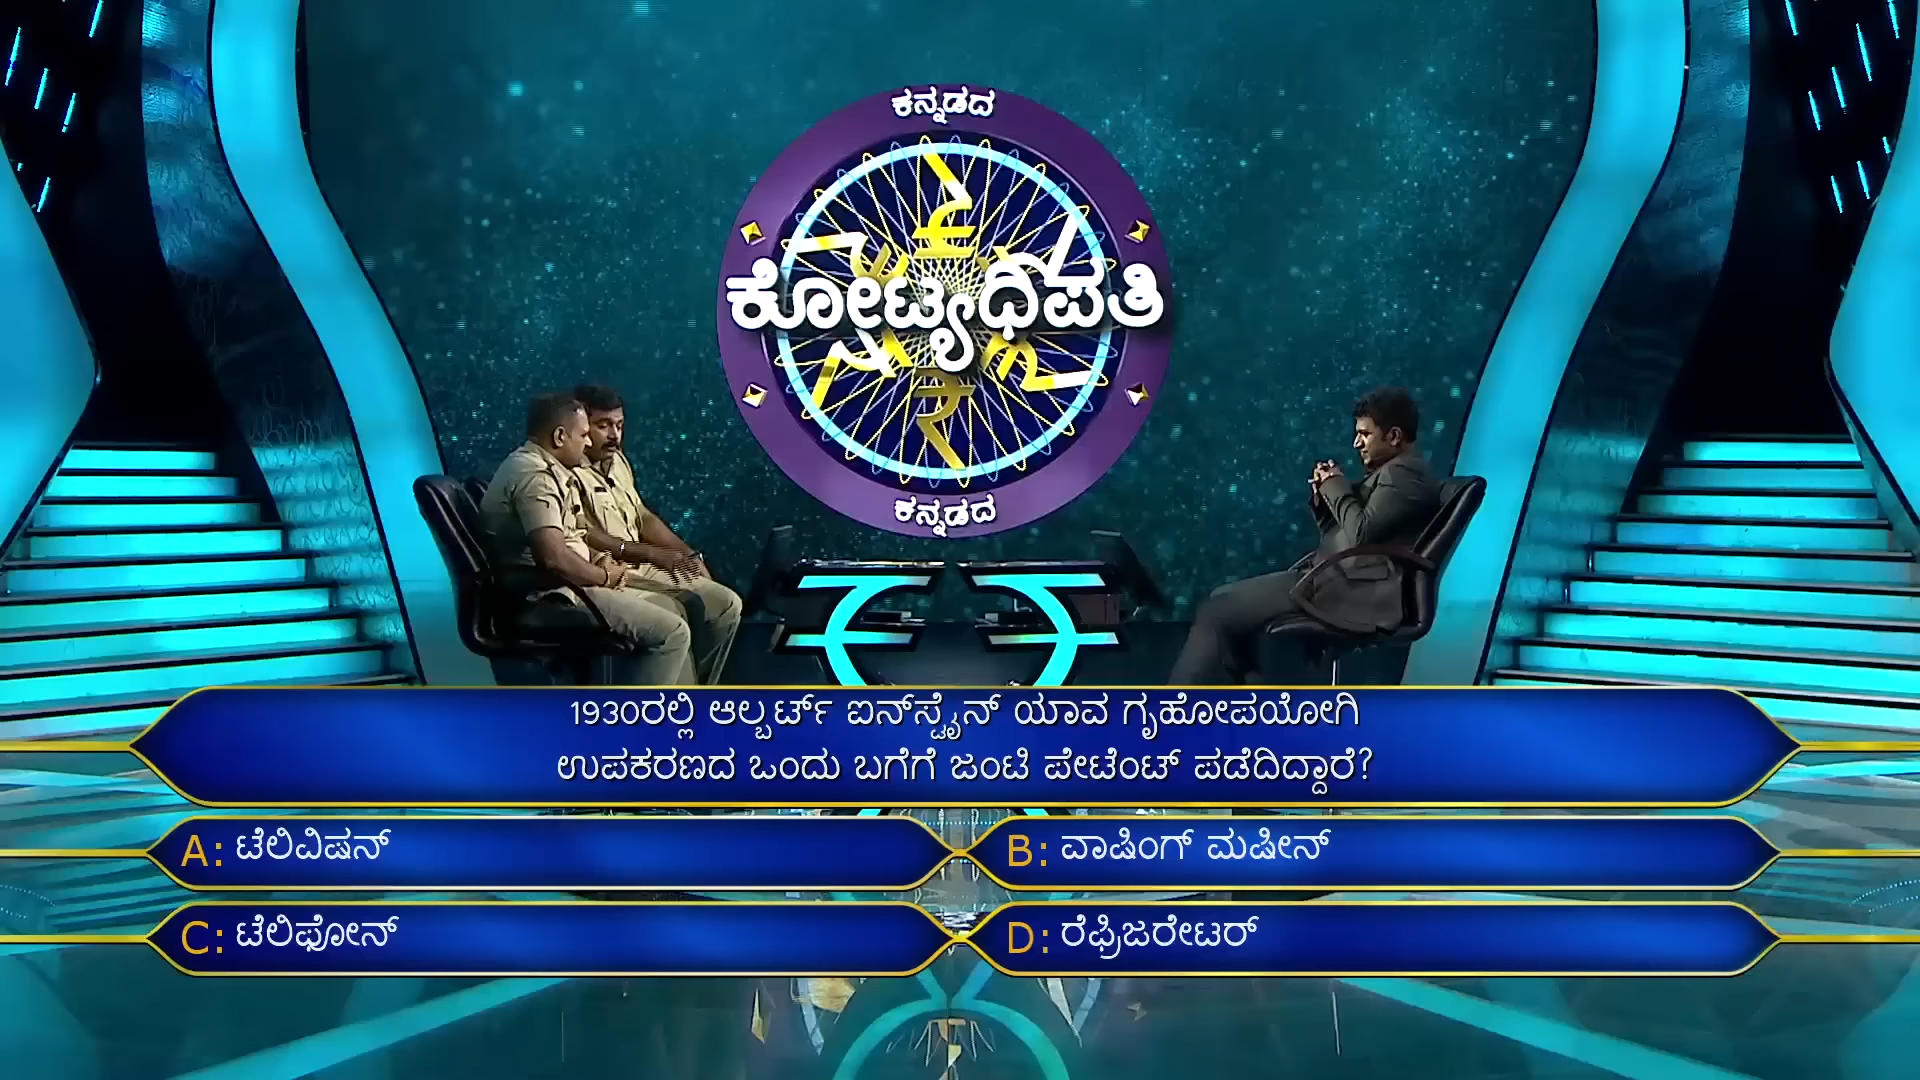 ಕನ್ನಡದ
ಕೋಟ್ಯಧಿಪತಿ
ಕನ್ನಡದ
1930ರಲ್ಲಿ ಆಲ್ಬರ್ಟ್ ಐನ್‌ಸ್ಟೈನ್ ಯಾವ ಗೃಹೋಪಯೋಗಿ
ಉಪಕರಣದ ಒಂದು ಬಗೆಗೆ ಜಂಟಿ ಪೇಟೆಂಟ್ ಪಡೆದಿದ್ದಾರೆ?
A: ಟೆಲಿವಿಷನ್
B: ವಾಷಿಂಗ್ ಮಷೀನ್
C: ಟೆಲಿಫೋನ್
D: ರೆಫ್ರಿಜರೇಟರ್